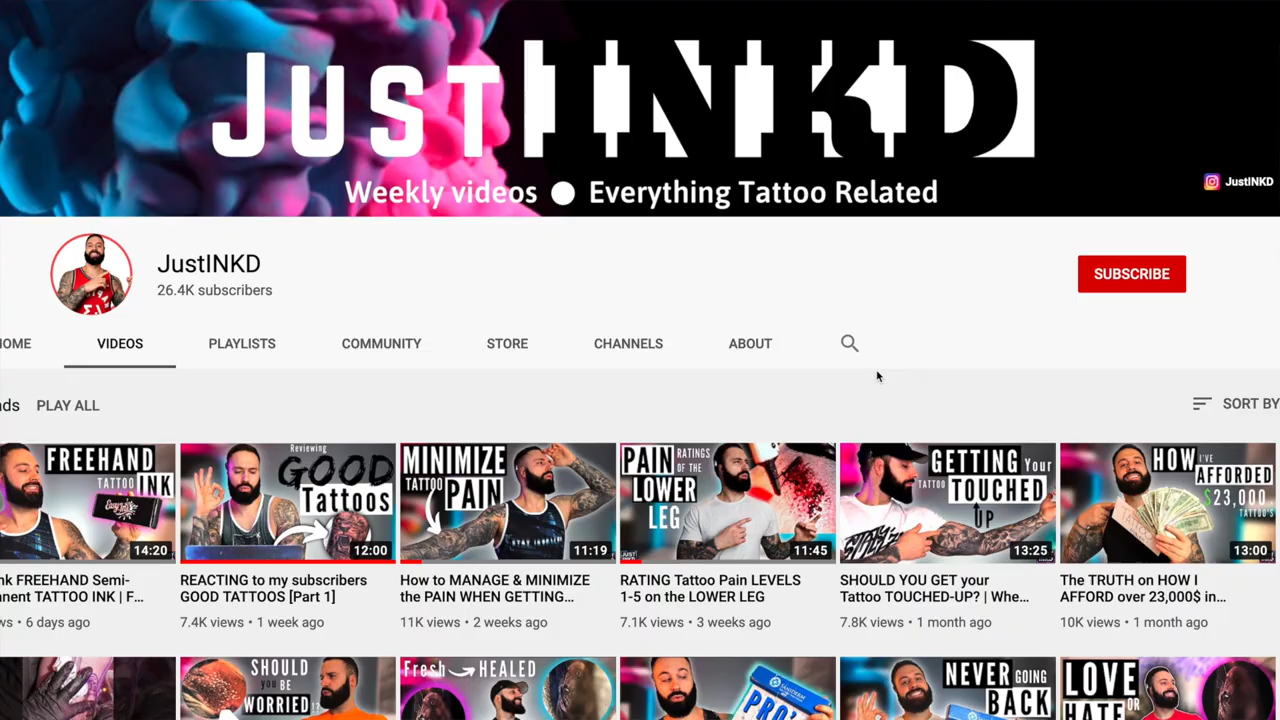 JUSTINKD
Weekly videos ● Everything Tattoo Related
JustINKD
JustINKD
26.4K subscribers
SUBSCRIBE
HOME VIDEOS PLAYLISTS COMMUNITY STORE CHANNELS ABOUT
ads PLAY ALL
SORT BY
FREEHAND
TATTOO INK
14:20
Reviewing
GOOD
Tattoos
12:00
MINIMIZE
TATTOO PAIN
11:19
PAIN RATINGS
OF THE
LOWER
LEG
11:45
GETTING Your
TATTOO TOUCHED
UP
13:25
HOW I'VE
AFFORDED
$23,000
TATTOO'S
13:00
nk FREEHAND Semi-
anent TATTOO INK | F...
ws • 6 days ago
REACTING to my subscribers
GOOD TATTOOS [Part 1]
7.4K views • 1 week ago
How to MANAGE & MINIMIZE
the PAIN WHEN GETTING...
11K views • 2 weeks ago
RATING Tattoo Pain LEVELS
1-5 on the LOWER LEG
7.1K views • 3 weeks ago
SHOULD YOU GET your
Tattoo TOUCHED-UP? | Whe...
7.8K views • 1 month ago
The TRUTH on HOW I
AFFORD over 23,000$ in...
10K views • 1 month ago
SHOULD
you BE
WORRIED?
Fresh HEALED
SANIDERM
PRO'
NEVER GOING
BACK
LOVE
OR
HATE